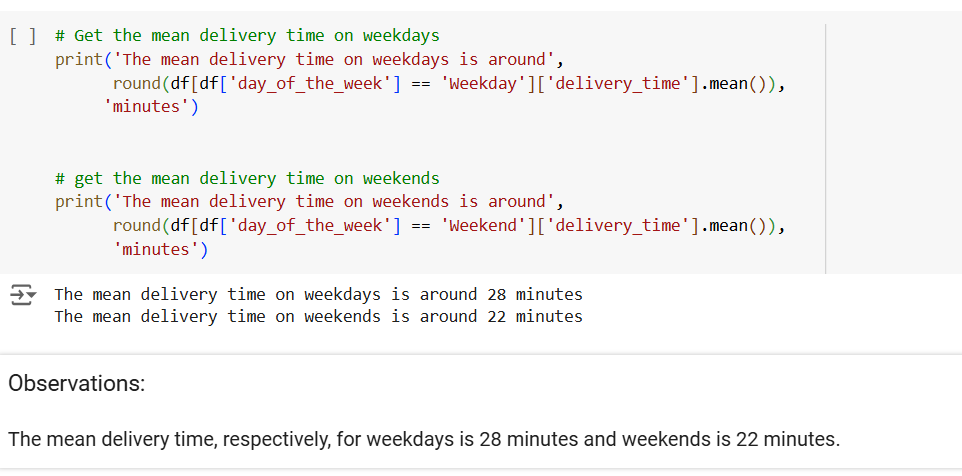 [ ] # Get the mean delivery time on weekdays
print('The mean delivery time on weekdays is around',
round(df[df['day_of_the_week'] == 'Weekday']['delivery_time'].mean()),
'minutes')
# get the mean delivery time on weekends
print('The mean delivery time on weekends is around',
round(df[df['day_of_the_week'] == 'Weekend']['delivery_time'].mean()),
'minutes')
The mean delivery time on weekdays is around 28 minutes
The mean delivery time on weekends is around 22 minutes
Observations:
The mean delivery time, respectively, for weekdays is 28 minutes and weekends is 22 minutes.